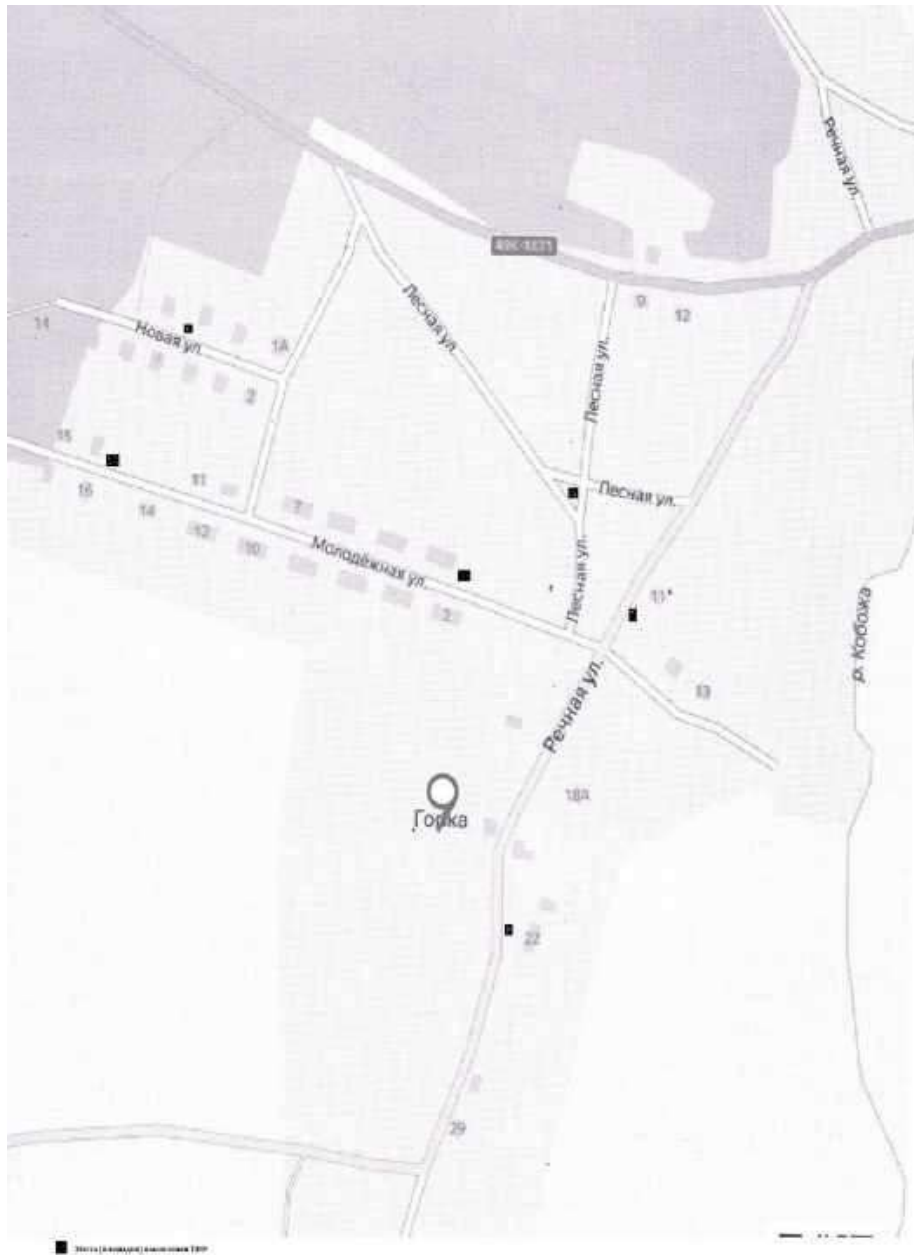 Речная ул.
Лесная ул.
9
12
14
Новая ул.
1А
2
Лесная ул.
15
16
14
11
12
10
7
Лесная ул.
Молодёжная ул.
2
Лесная ул.
11
13
р. Кобожа
Речная ул.
18А
Горка
22
29